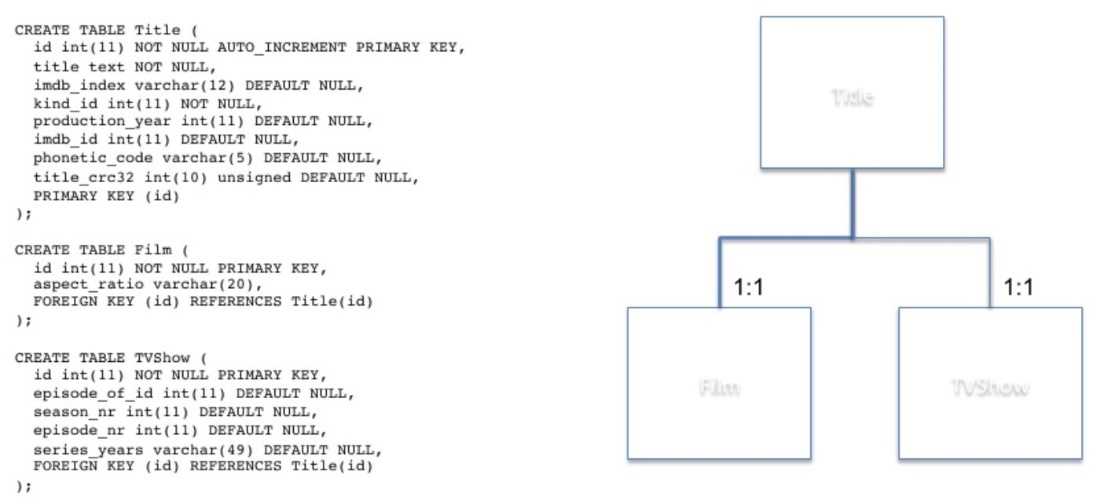 CREATE TABLE Title (
id int(11) NOT NULL AUTO_INCREMENT PRIMARY KEY,
title text NOT NULL,
imdb_index varchar(12) DEFAULT NULL,
kind_id int(11) NOT NULL,
production_year int(11) DEFAULT NULL,
imdb_id int(11) DEFAULT NULL,
phonetic_code varchar(5) DEFAULT NULL,
title_crc32 int(10) unsigned DEFAULT NULL,
PRIMARY KEY (id)
);
CREATE TABLE Film (
id int(11) NOT NULL PRIMARY KEY,
aspect_ratio varchar(20),
FOREIGN KEY (id) REFERENCES Title(id)
);
CREATE TABLE TVShow (
id int(11) NOT NULL PRIMARY KEY,
episode_of_id int(11) DEFAULT NULL,
season_nr int(11) DEFAULT NULL,
episode_nr int(11) DEFAULT NULL,
series_years varchar(49) DEFAULT NULL,
FOREIGN KEY (id) REFERENCES Title(id)
);
Title
1:1
1:1
Film
TVShow